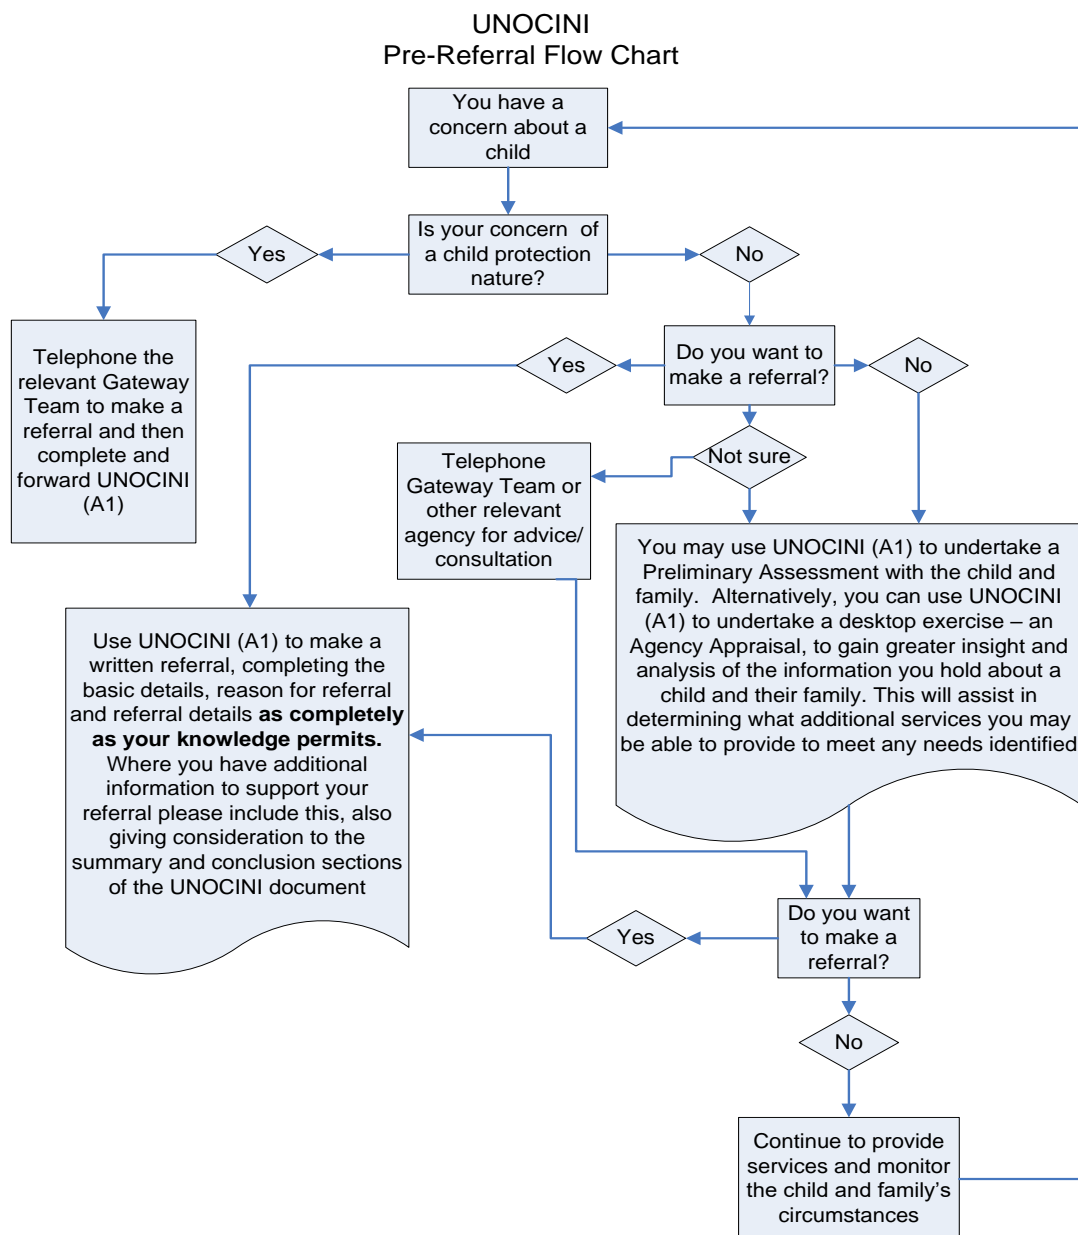 UNOCINI
Pre-Referral Flow Chart
You have a
concern about a
child
Is your concern of
a child protection
nature?
Yes
No
Telephone the
relevant Gateway
Team to make a
referral and then
complete and
forward UNOCINI
(A1)
Do you want to
make a referral?
Yes
No
Not sure
Telephone
Gateway Team or
other relevant
agency for advice/
consultation
You may use UNOCINI (A1) to undertake a
Preliminary Assessment with the child and
family. Alternatively, you can use UNOCINI
(A1) to undertake a desktop exercise – an
Agency Appraisal, to gain greater insight and
analysis of the information you hold about a
child and their family. This will assist in
determining what additional services you may
be able to provide to meet any needs identified
Use UNOCINI (A1) to make a
written referral, completing the
basic details, reason for referral
and referral details as completely
as your knowledge permits.
Where you have additional
information to support your
referral please include this, also
giving consideration to the
summary and conclusion sections
of the UNOCINI document
Do you want
to make a
referral?
Yes
No
Continue to provide
services and monitor
the child and family's
circumstances